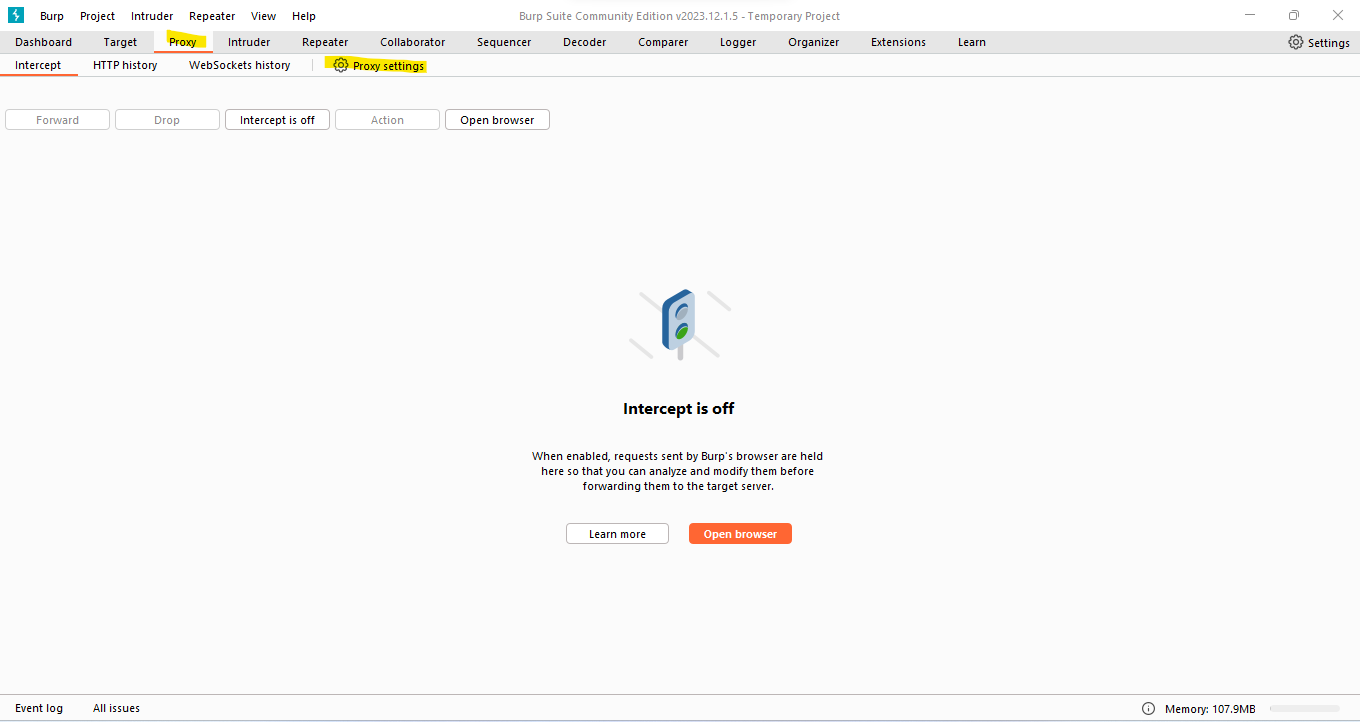 Burp Project Intruder Repeater View Help Burp Suite Community Edition v2023.12.1.5 - Temporary Project
Dashboard Target Proxy Intruder Repeater Collaborator Sequencer Decoder Comparer Logger Organizer Extensions Learn Settings
Intercept HTTP history WebSockets history Proxy settings
Forward Drop Intercept is off Action Open browser
Intercept is off
When enabled, requests sent by Burp's browser are held
here so that you can analyze and modify them before
forwarding them to the target server.
Learn more Open browser
Event log All issues Memory: 107.9MB